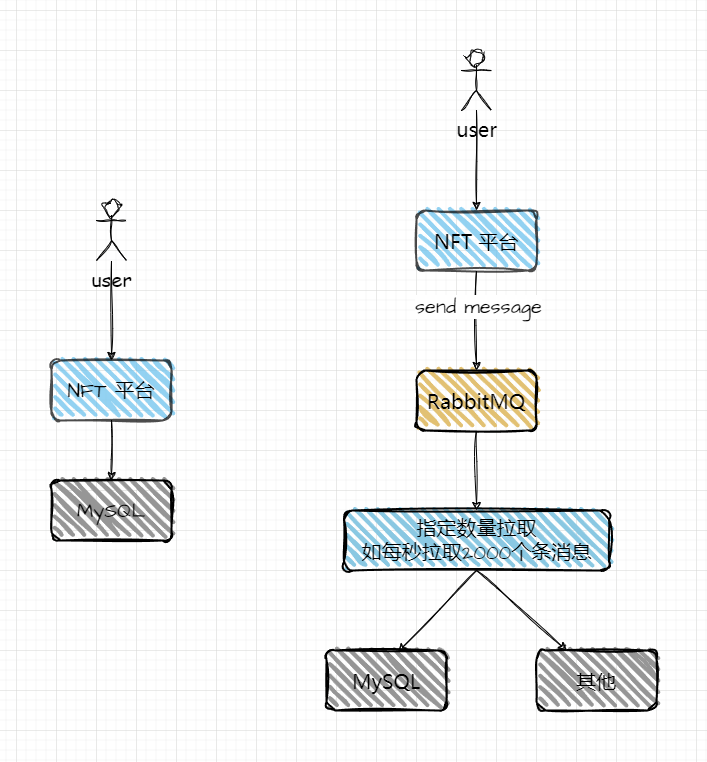 user
NFT 平台
MySQL
user
NFT 平台
send message
RabbitMQ
指定数量拉取
如每秒拉取2000个条消息
MySQL
其他